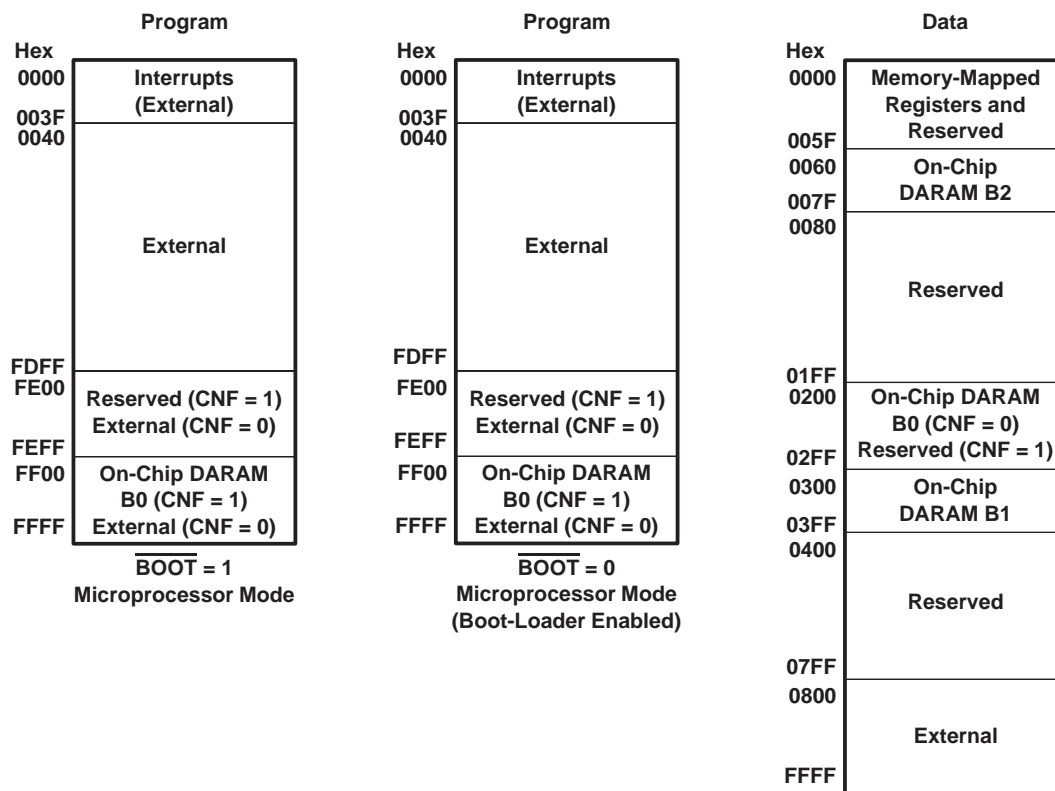 Program
Hex
0000
Interrupts
(External)
003F
0040
External
FDFF
FE00
Reserved (CNF = 1)
External (CNF = 0)
FEFF
FF00
On-Chip DARAM
B0 (CNF = 1)
External (CNF = 0)
FFFF
BOOT = 1
Microprocessor Mode
Program
Hex
0000
Interrupts
(External)
003F
0040
External
FDFF
FE00
Reserved (CNF = 1)
External (CNF = 0)
FEFF
FF00
On-Chip DARAM
B0 (CNF = 1)
External (CNF = 0)
FFFF
BOOT = 0
Microprocessor Mode
(Boot-Loader Enabled)
Data
Hex
0000
Memory-Mapped
Registers and
Reserved
005F
0060
On-Chip
DARAM B2
007F
0080
Reserved
01FF
0200
On-Chip DARAM
B0 (CNF = 0)
Reserved (CNF = 1)
02FF
0300
On-Chip
DARAM B1
03FF
0400
Reserved
07FF
0800
External
FFFF